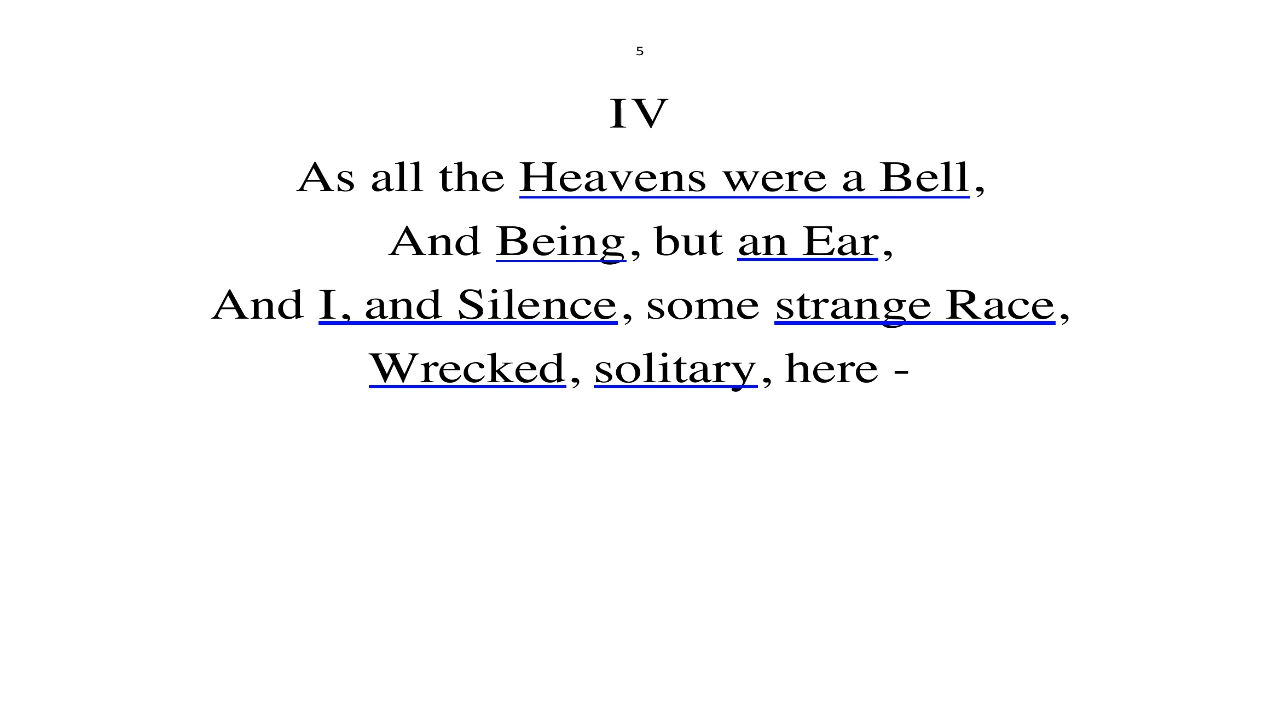 5
IV
As all the Heavens were a Bell,
And Being, but an Ear,
And I, and Silence, some strange Race,
Wrecked, solitary, here -